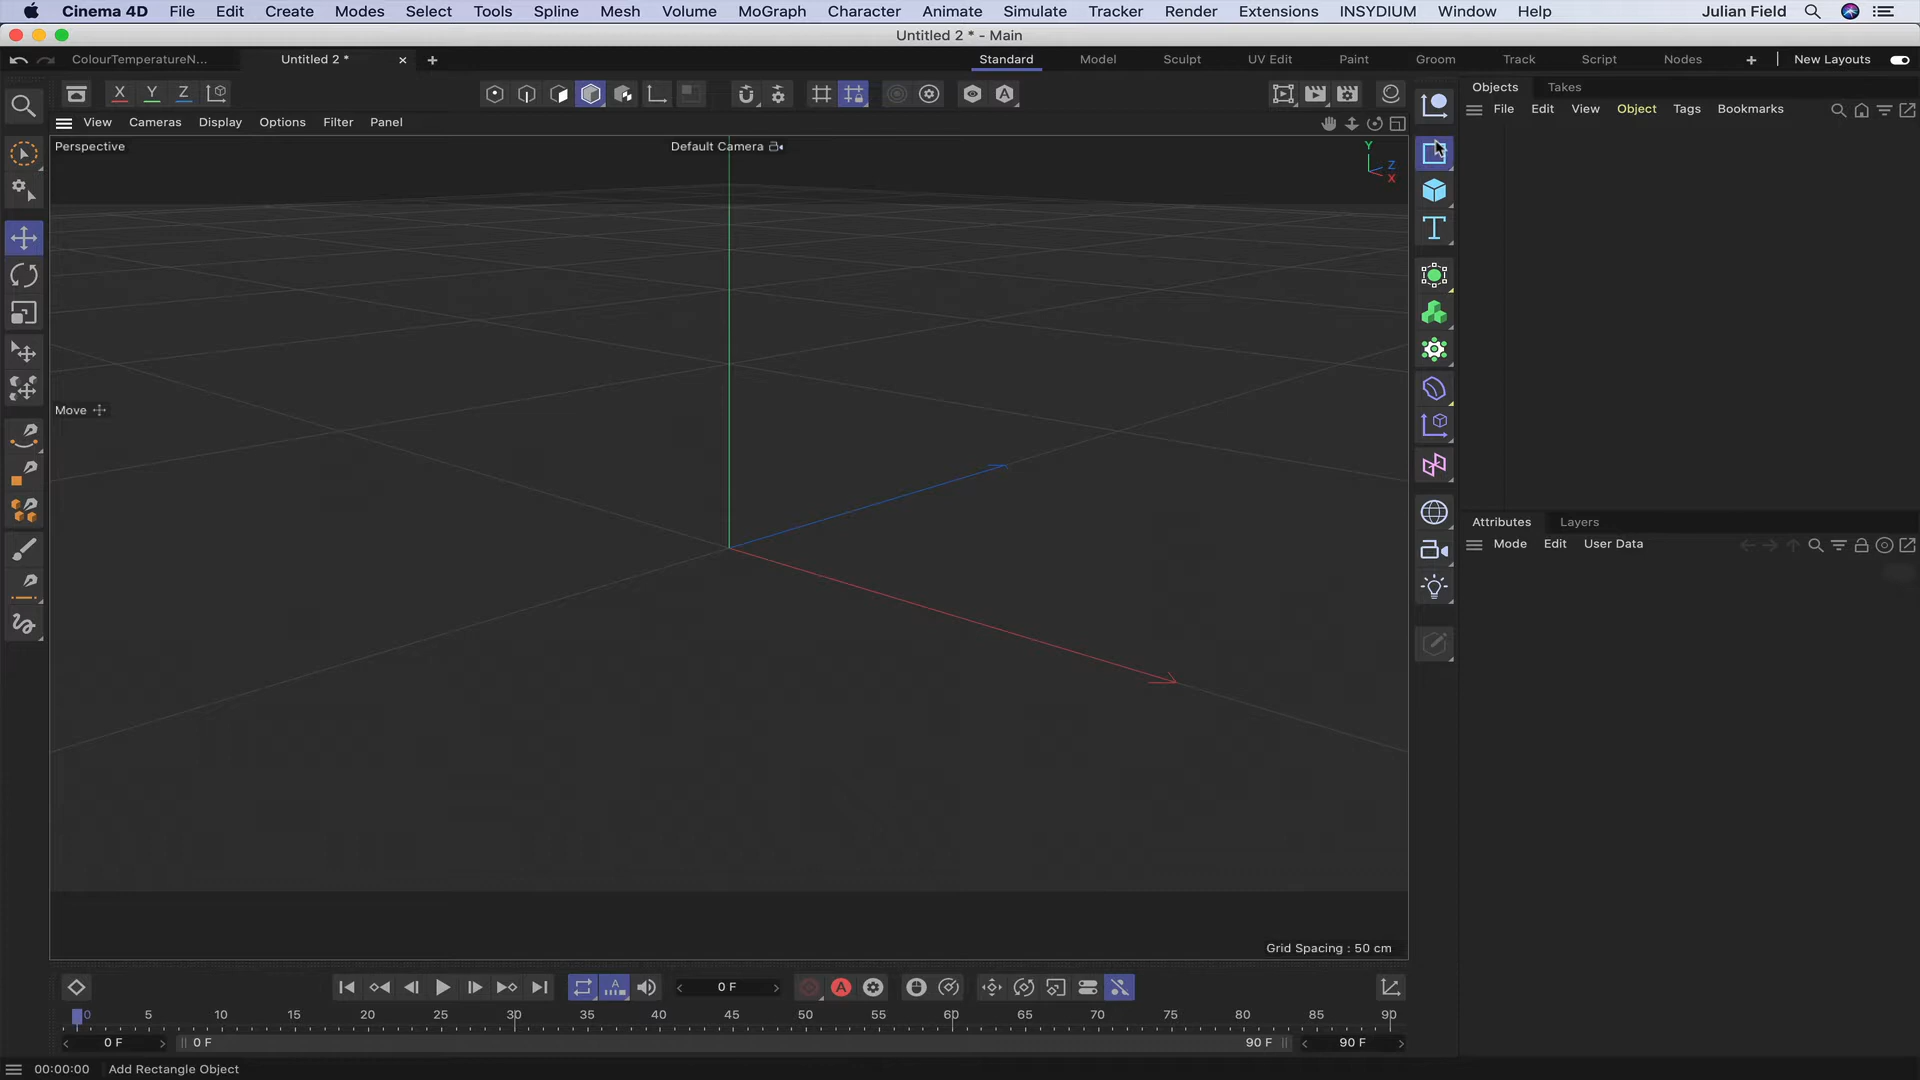 Cinema 4D File Edit Create Modes Select Tools Spline Mesh Volume MoGraph Character Animate Simulate Tracker Render Extensions INSYDIUM Window Help Julian Field
Untitled 2 * - Main
ColourTemperatureN... Untitled 2 * Standard Model Sculpt UV Edit Paint Groom Track Script Nodes New Layouts
X Y Z
Objects Takes
File Edit View Object Tags Bookmarks
View Cameras Display Options Filter Panel
Perspective Default Camera
Y
Z
X
Move
Attributes Layers
Mode Edit User Data
Grid Spacing : 50 cm
0 F
0 5 10 15 20 25 30 35 40 45 50 55 60 65 70 75 80 85 90
0 F 0 F 90 F 90 F
00:00:00 Add Rectangle Object